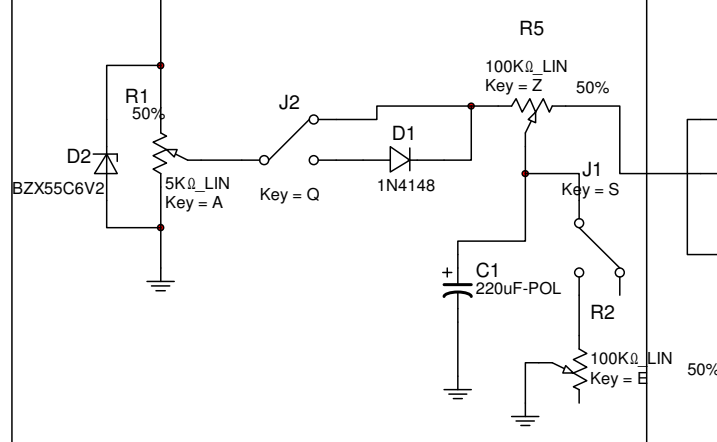 R5
100KΩ_LIN
Key = Z
50%
R1
50%
J2
D1
D2
BZX55C6V2
5KΩ_LIN
Key = A
Key = Q
1N4148
J1
Key = S
+
C1
220uF-POL
R2
100KΩ_LIN
Key = E
50%